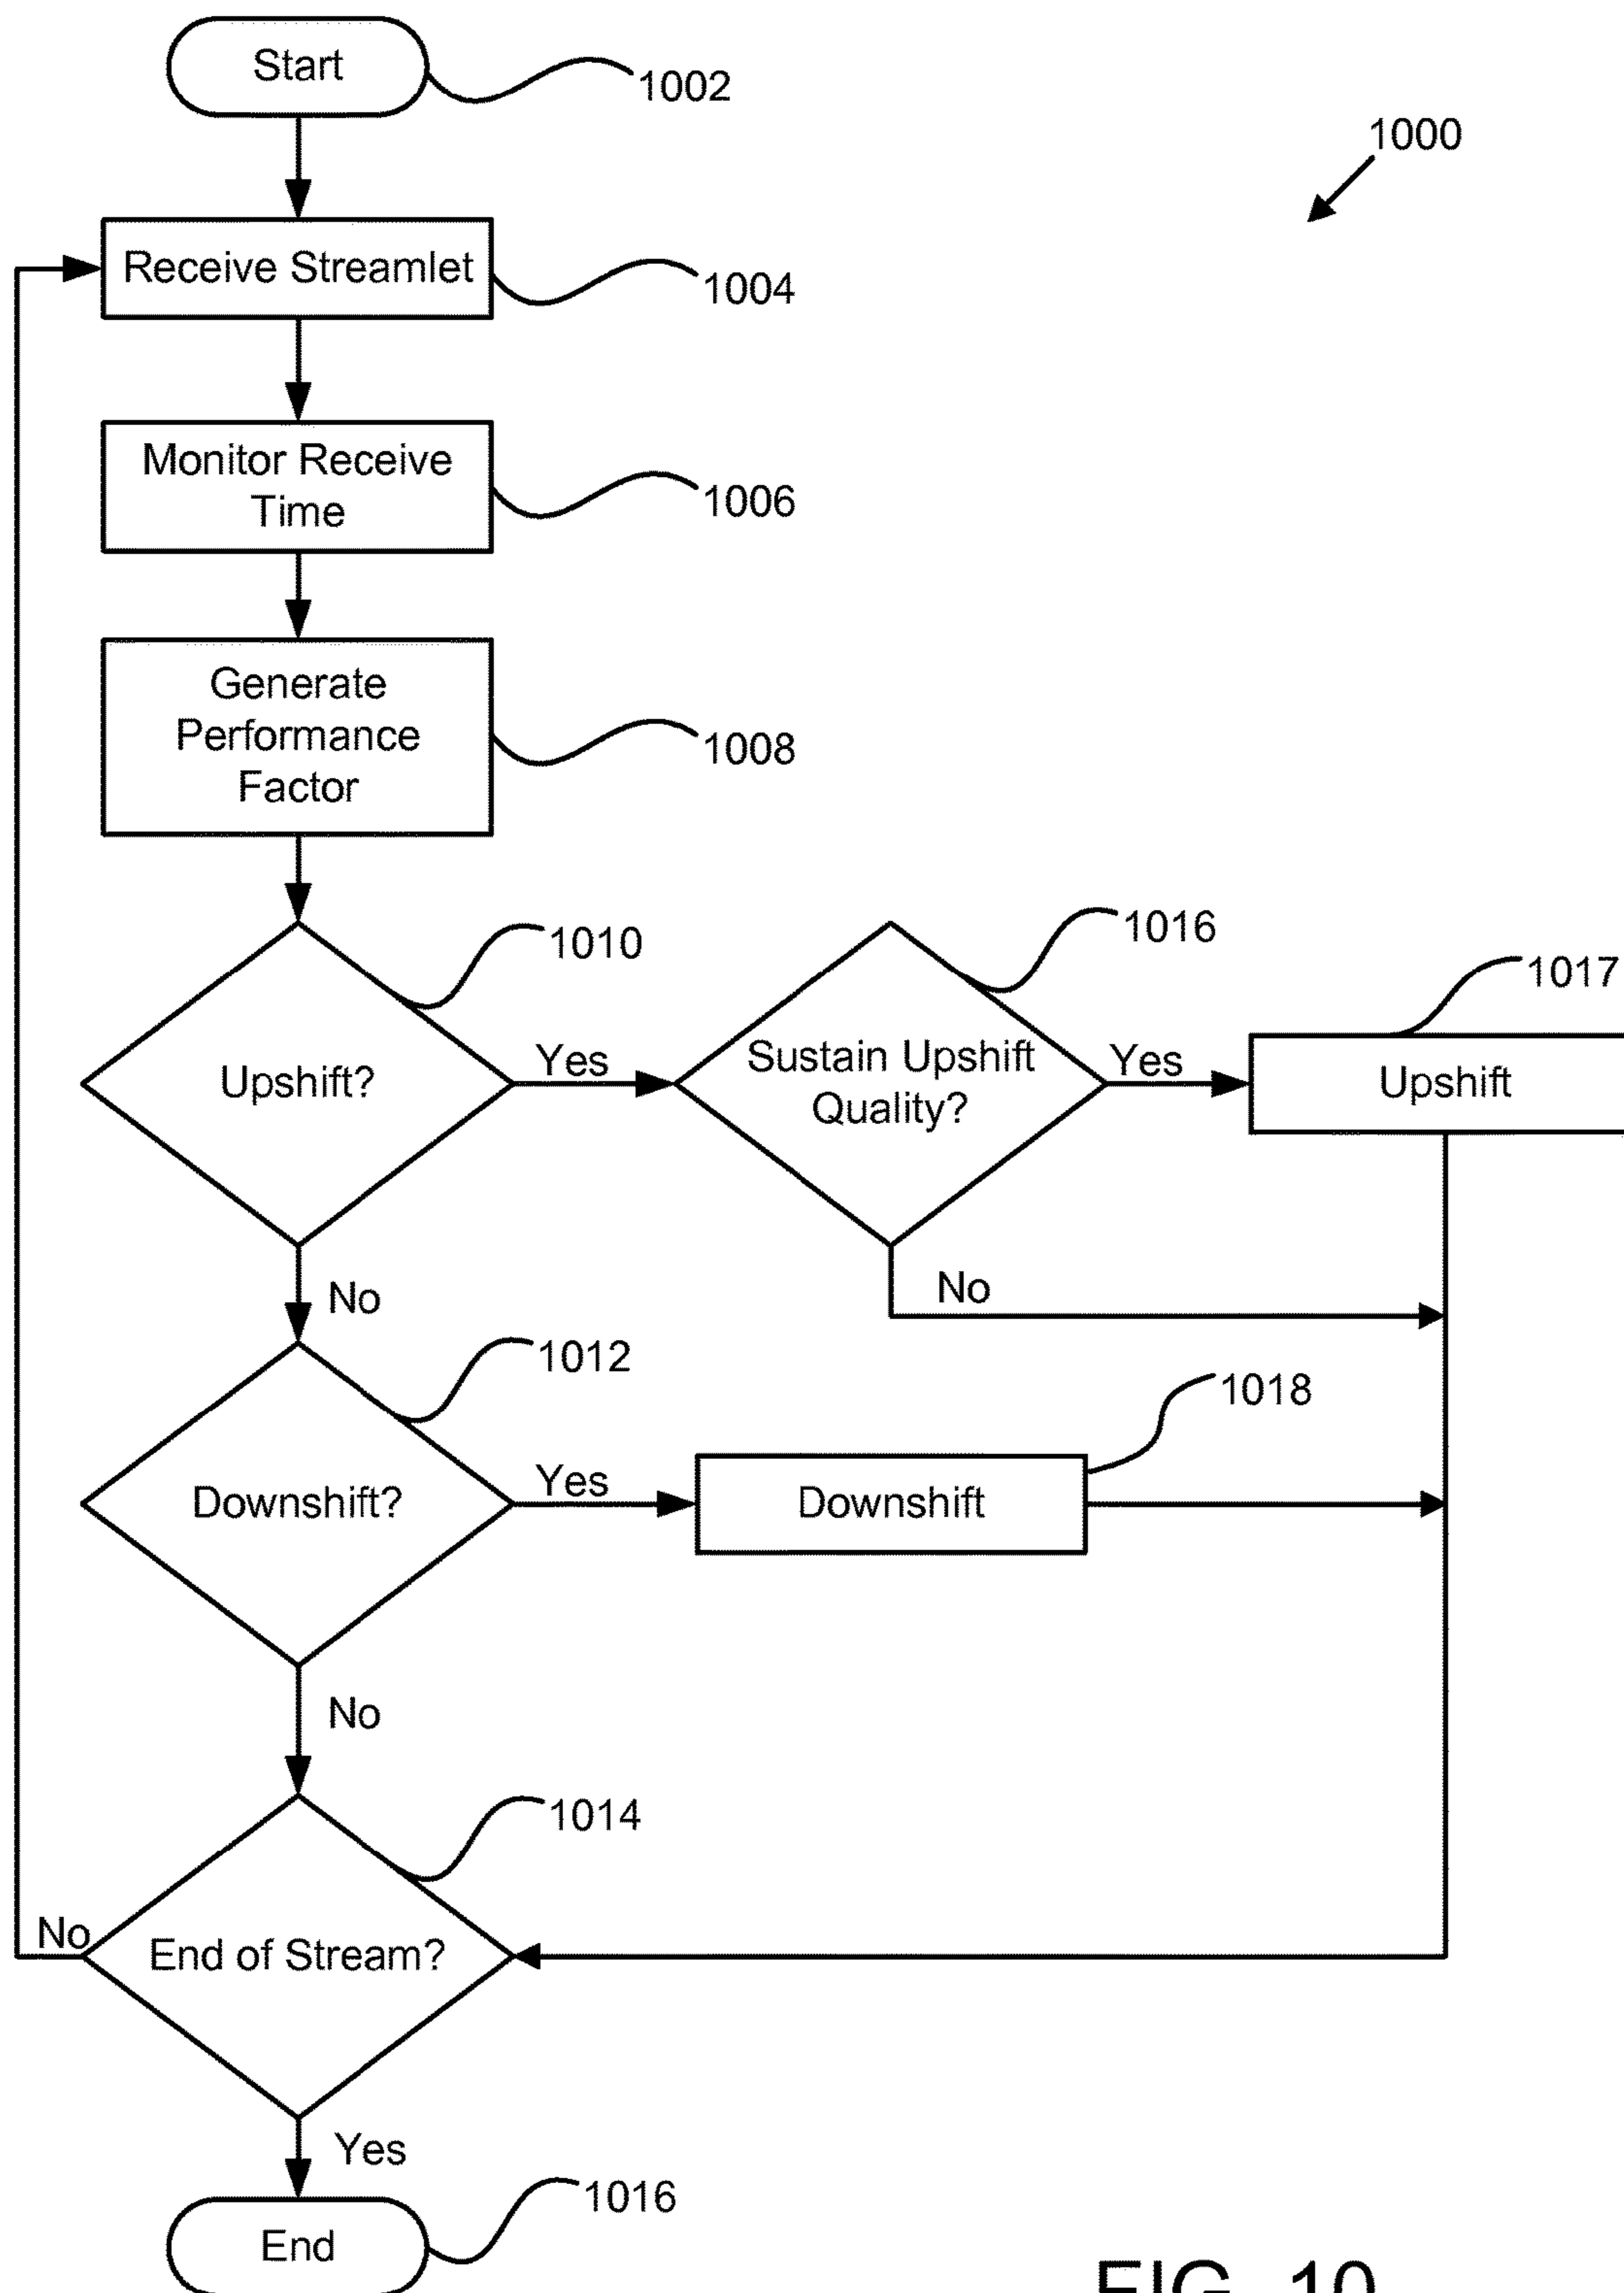 Start
1002
1000
Receive Streamlet
1004
Monitor Receive
Time
1006
Generate
Performance
Factor
1008
1010
1016
1017
Upshift?
Yes
Sustain Upshift
Quality?
Yes
Upshift
No
No
1012
1018
Downshift?
Yes
Downshift
No
1014
No
End of Stream?
Yes
1016
End
FIG. 10